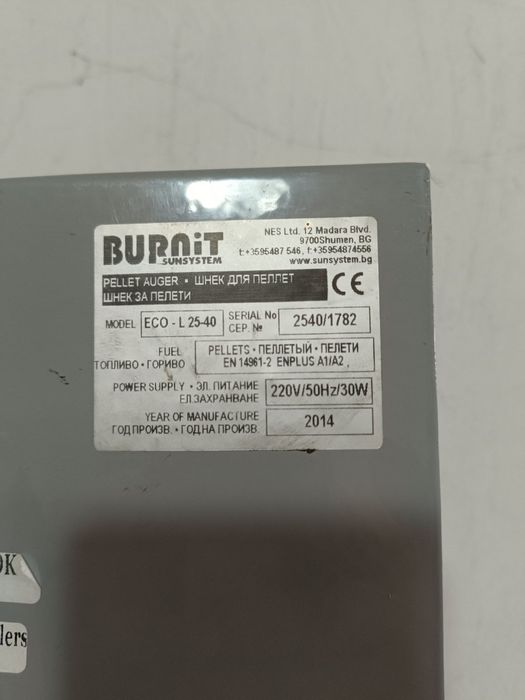 BURNiT
SUNSYSTEM
NES Ltd. 12 Madara Blvd.
9700Shumen, BG
t:+3595487 546, f:+35954874556
www.sunsystem.bg
PELLET AUGER • ШНЕК ДЛЯ ПЕЛЛЕТ
ШНЕК ЗА ПЕЛЕТИ
CE
MODEL ECO - L 25-40 SERIAL No СЕР. № 2540/1782
FUEL
ТОПЛИВО • ГОРИВО
PELLETS • ПЕЛЛЕТЫЙ • ПЕЛЕТИ
EN 14961-2 ENPLUS A1/A2
POWER SUPPLY • ЭЛ. ПИТАНИЕ
ЕЛ.ЗАХРАНВАНЕ
220V/50Hz/30W
YEAR OF MANUFACTURE
ГОД ПРОИЗВ. • ГОД НА ПРОИЗВ.
2014
OK
lers